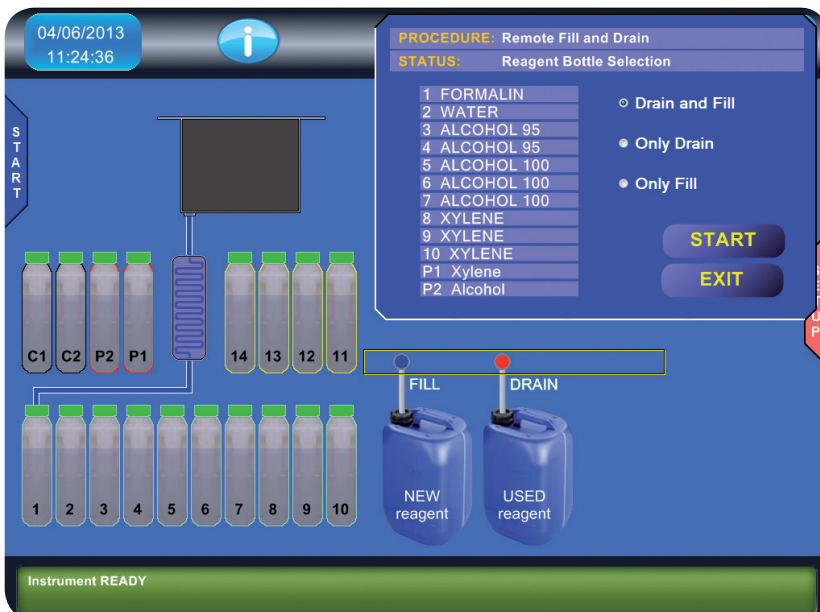 04/06/2013
11:24:36
i
PROCEDURE: Remote Fill and Drain
STATUS: Reagent Bottle Selection
1 FORMALIN
2 WATER
3 ALCOHOL 95
4 ALCOHOL 95
5 ALCOHOL 100
6 ALCOHOL 100
7 ALCOHOL 100
8 XYLENE
9 XYLENE
10 XYLENE
P1 Xylene
P2 Alcohol
Drain and Fill
Only Drain
Only Fill
START
EXIT
START
C1 C2 P2 P1 14 13 12 11
FILL DRAIN
NEW reagent
USED reagent
1 2 3 4 5 6 7 8 9 10
Instrument READY